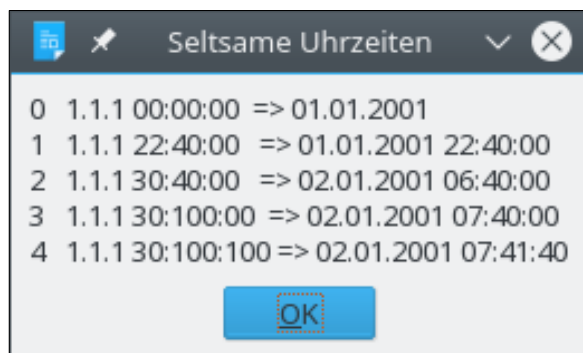 Seltsame Uhrzeiten
0 1.1.1 00:00:00 => 01.01.2001
1 1.1.1 22:40:00 => 01.01.2001 22:40:00
2 1.1.1 30:40:00 => 02.01.2001 06:40:00
3 1.1.1 30:100:00 => 02.01.2001 07:40:00
4 1.1.1 30:100:100 => 02.01.2001 07:41:40
OK